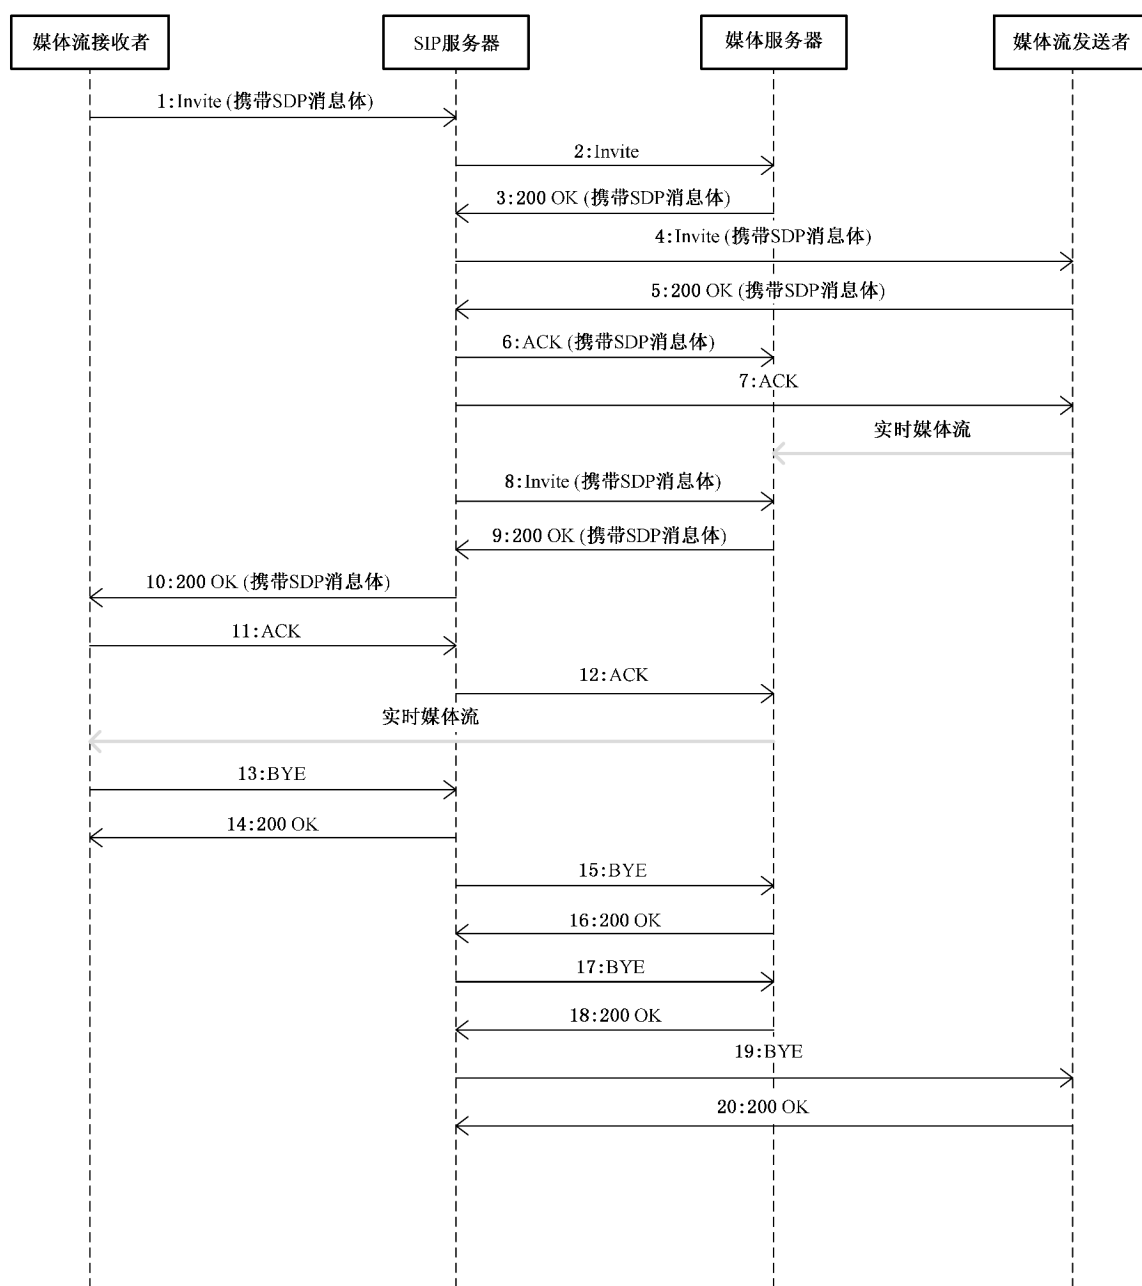 媒体流接收者
SIP服务器
媒体服务器
媒体流发送者
1:Invite (携带SDP消息体)
2:Invite
3:200 OK (携带SDP消息体)
4:Invite (携带SDP消息体)
5:200 OK (携带SDP消息体)
6:ACK (携带SDP消息体)
7:ACK
实时媒体流
8:Invite (携带SDP消息体)
9:200 OK (携带SDP消息体)
10:200 OK (携带SDP消息体)
11:ACK
12:ACK
实时媒体流
13:BYE
14:200 OK
15:BYE
16:200 OK
17:BYE
18:200 OK
19:BYE
20:200 OK